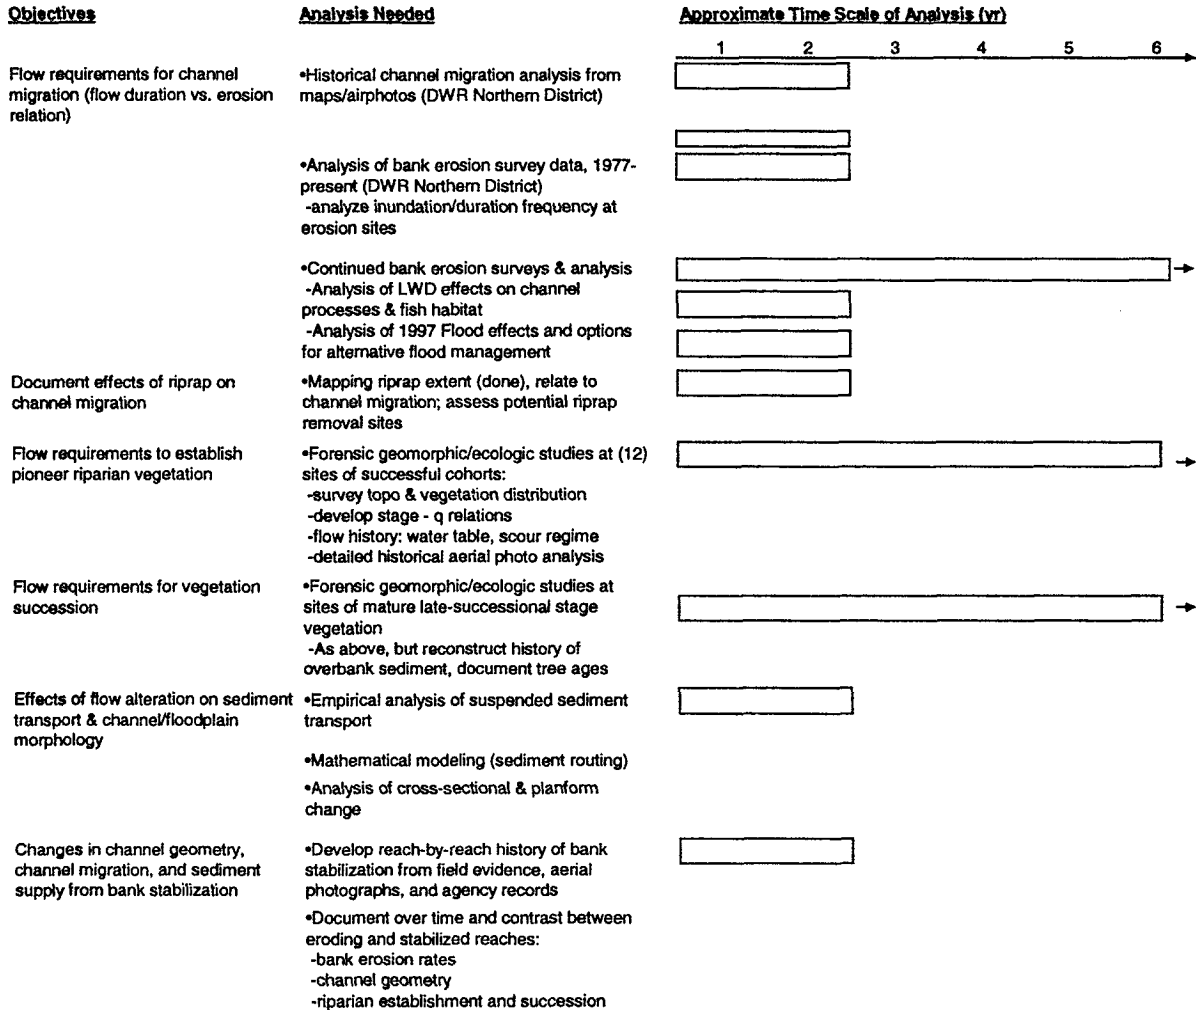 Objectives
Analysis Needed
Approximate Time Scale of Analysis (yr)
1 2 3 4 5 6
Flow requirements for channel
migration (flow duration vs. erosion
relation)
•Historical channel migration analysis from
maps/airphotos (DWR Northern District)
•Analysis of bank erosion survey data, 1977-
present (DWR Northern District)
-analyze inundation/duration frequency at
erosion sites
•Continued bank erosion surveys & analysis
-Analysis of LWD effects on channel
processes & fish habitat
-Analysis of 1997 Flood effects and options
for alternative flood management
Document effects of riprap on
channel migration
•Mapping riprap extent (done), relate to
channel migration; assess potential riprap
removal sites
Flow requirements to establish
pioneer riparian vegetation
•Forensic geomorphic/ecologic studies at (12)
sites of successful cohorts:
-survey topo & vegetation distribution
-develop stage - q relations
-flow history: water table, scour regime
-detailed historical aerial photo analysis
Flow requirements for vegetation
succession
•Forensic geomorphic/ecologic studies at
sites of mature late-successional stage
vegetation
-As above, but reconstruct history of
overbank sediment, document tree ages
Effects of flow alteration on sediment
transport & channel/floodplain
morphology
•Empirical analysis of suspended sediment
transport
•Mathematical modeling (sediment routing)
•Analysis of cross-sectional & planform
change
Changes in channel geometry,
channel migration, and sediment
supply from bank stabilization
•Develop reach-by-reach history of bank
stabilization from field evidence, aerial
photographs, and agency records
•Document over time and contrast between
eroding and stabilized reaches:
-bank erosion rates
-channel geometry
-riparian establishment and succession